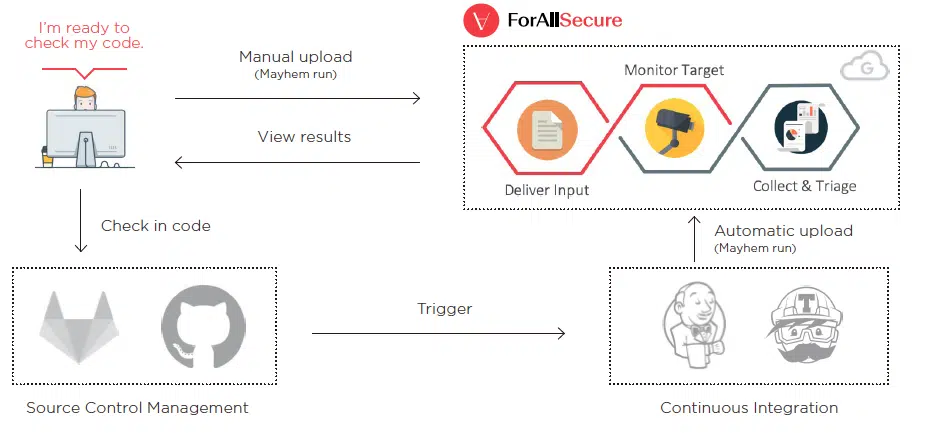 ForAllSecure
I'm ready to
check my code.
Manual upload
(Mayhem run)
View results
Monitor Target
G
Deliver Input
Collect & Triage
Check in code
Automatic upload
(Mayhem run)
Trigger
T
Source Control Management
Continuous Integration